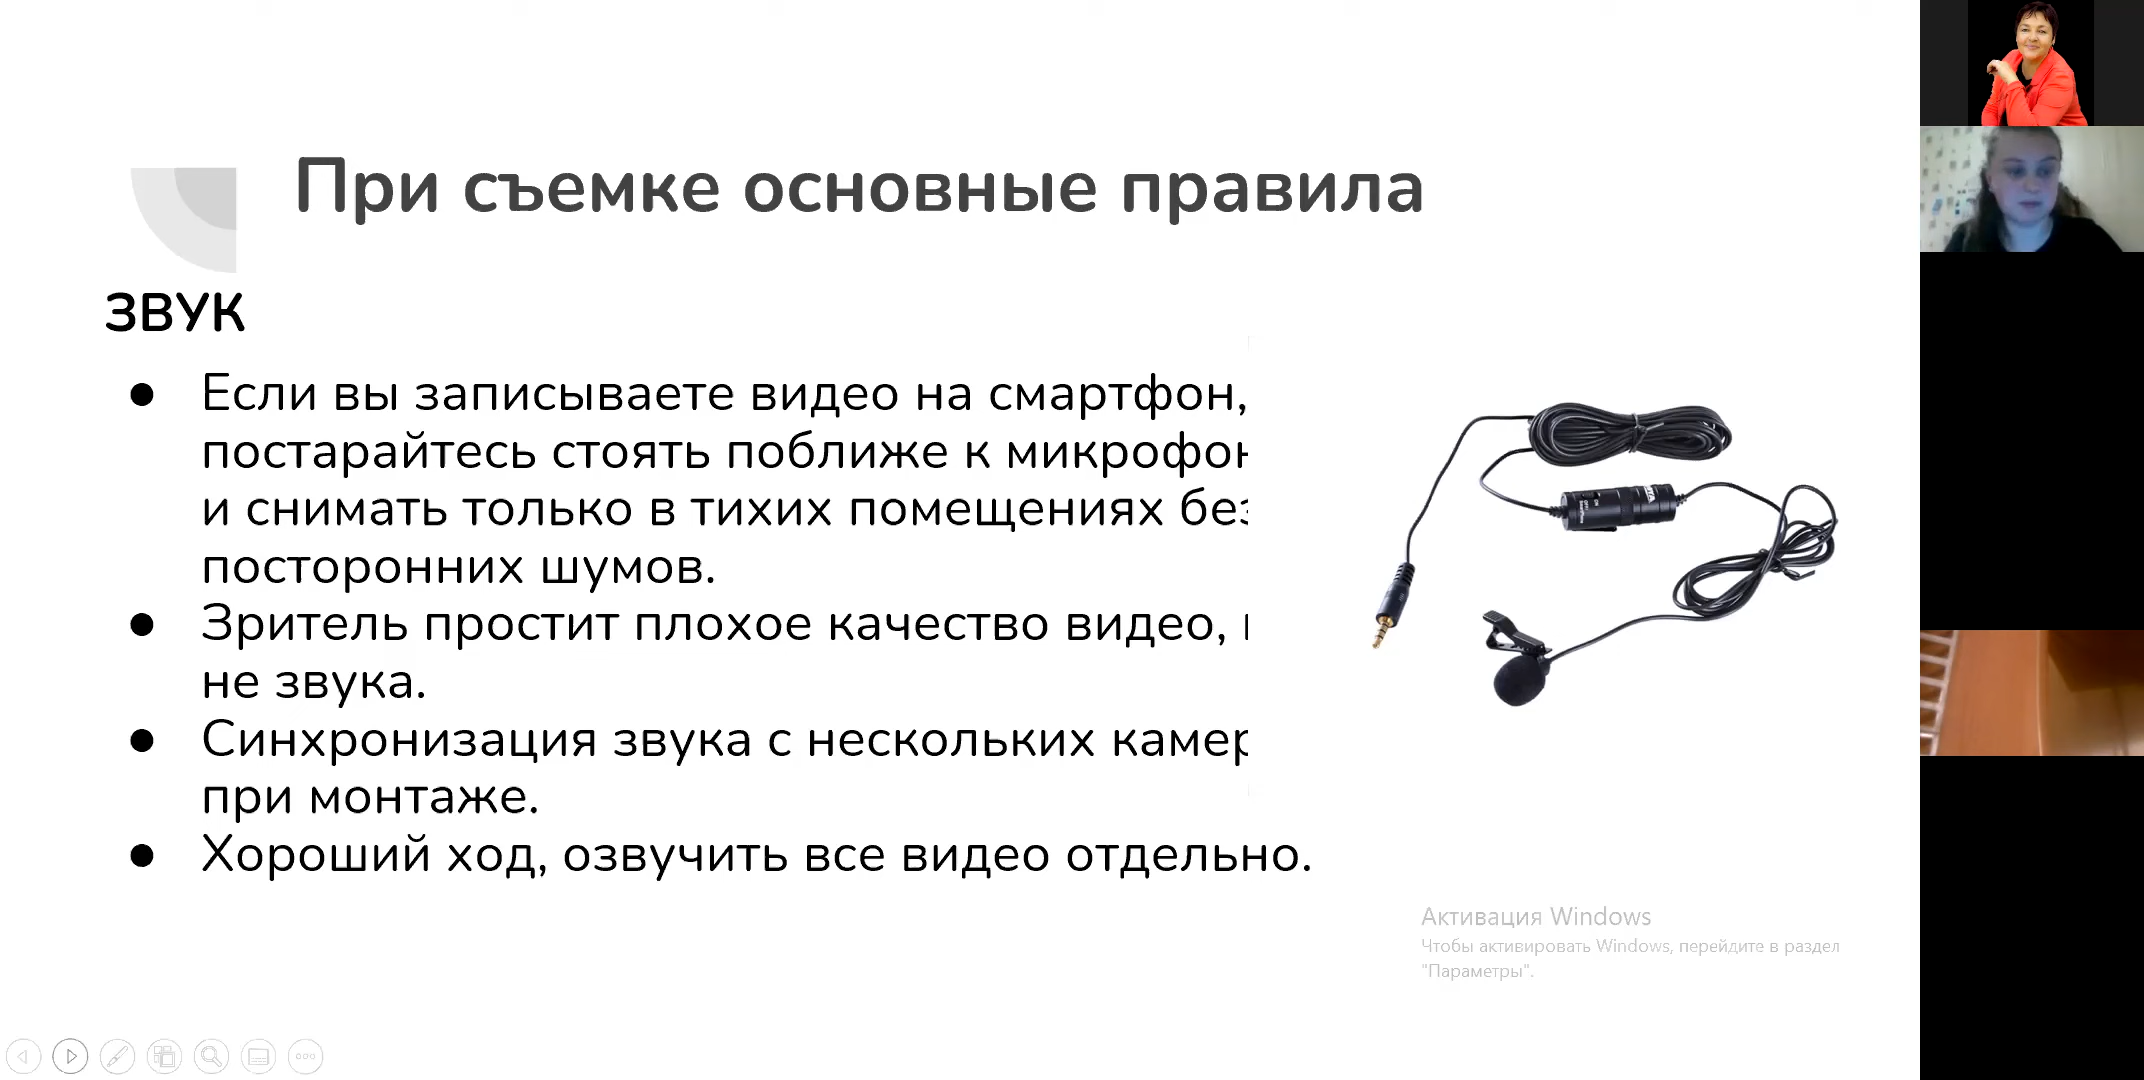 При съемке основные правила
ЗВУК
● Если вы записываете видео на смартфон,
постарайтесь стоять поближе к
и снимать только в тихих помещениях
посторонних шумов.
● Зритель простит плохое качество видео,
не звука.
● Синхронизация звука с нескольких камер
при монтаже.
● Хороший ход, озвучить все видео отдельно.
Активация Windows
Чтобы активировать Windows, перейдите в раздел
"Параметры".